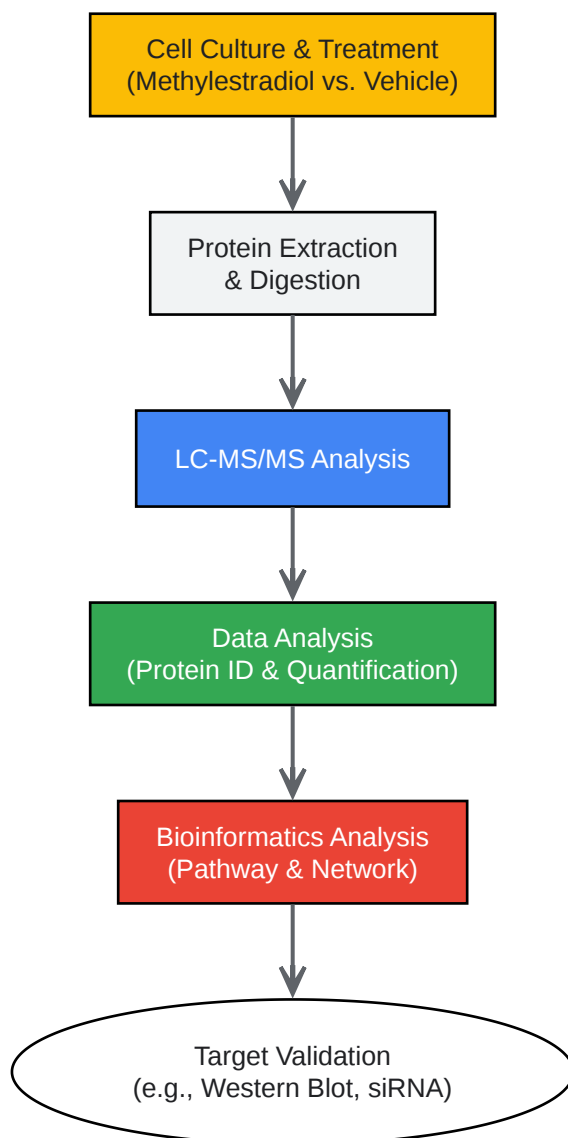 Cell Culture & Treatment
(Methylestradiol vs. Vehicle)
Protein Extraction
& Digestion
LC-MS/MS Analysis
Data Analysis
(Protein ID & Quantification)
Bioinformatics Analysis
(Pathway & Network)
Target Validation
(e.g., Western Blot, siRNA)